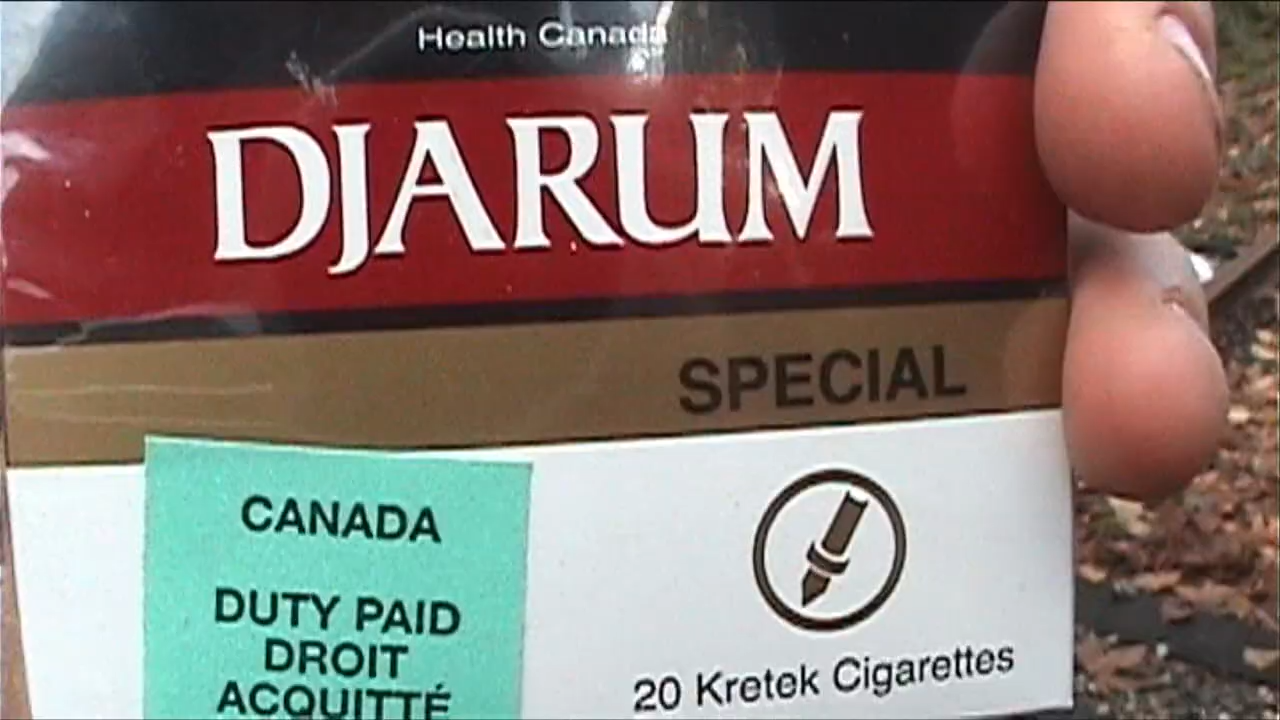 Health Canada
DJARUM
SPECIAL
CANADA
DUTY PAID
DROIT
ACQUITTÉ
20 Kretek Cigarettes